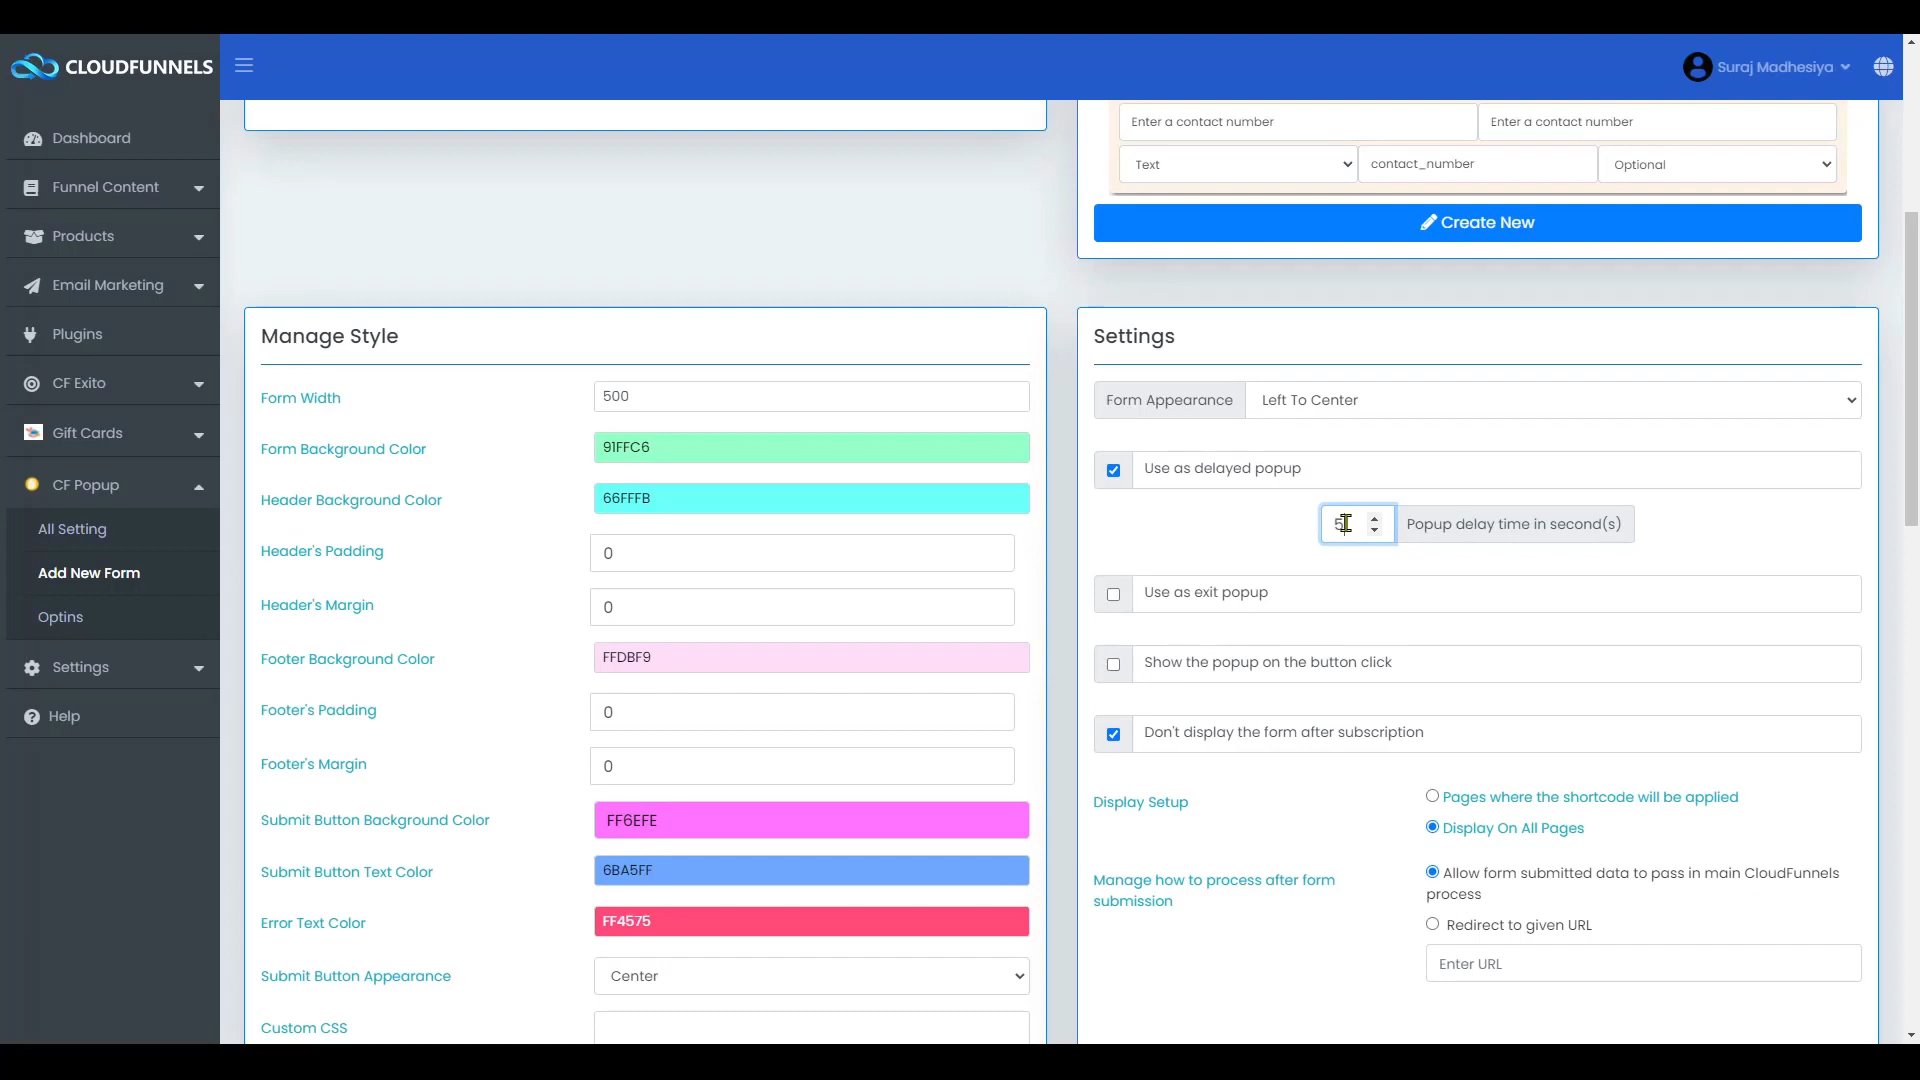 CLOUDFUNNELS
Suraj Madhesiya
Dashboard
Funnel Content
Products
Email Marketing
Plugins
CF Exito
Gift Cards
CF Popup
All Setting
Add New Form
Optins
Settings
Help
Enter a contact number Enter a contact number
Text contact_number Optional
Create New
Manage Style
Form Width 500
Form Background Color 91FFC6
Header Background Color 66FFFB
Header's Padding 0
Header's Margin 0
Footer Background Color FFDBF9
Footer's Padding 0
Footer's Margin 0
Submit Button Background Color FF6EFE
Submit Button Text Color 6BA5FF
Error Text Color FF4575
Submit Button Appearance Center
Custom CSS
Settings
Form Appearance Left To Center
Use as delayed popup
5 Popup delay time in second(s)
Use as exit popup
Show the popup on the button click
Don't display the form after subscription
Display Setup Pages where the shortcode will be applied
Display On All Pages
Manage how to process after form
submission
Allow form submitted data to pass in main CloudFunnels
process
Redirect to given URL
Enter URL